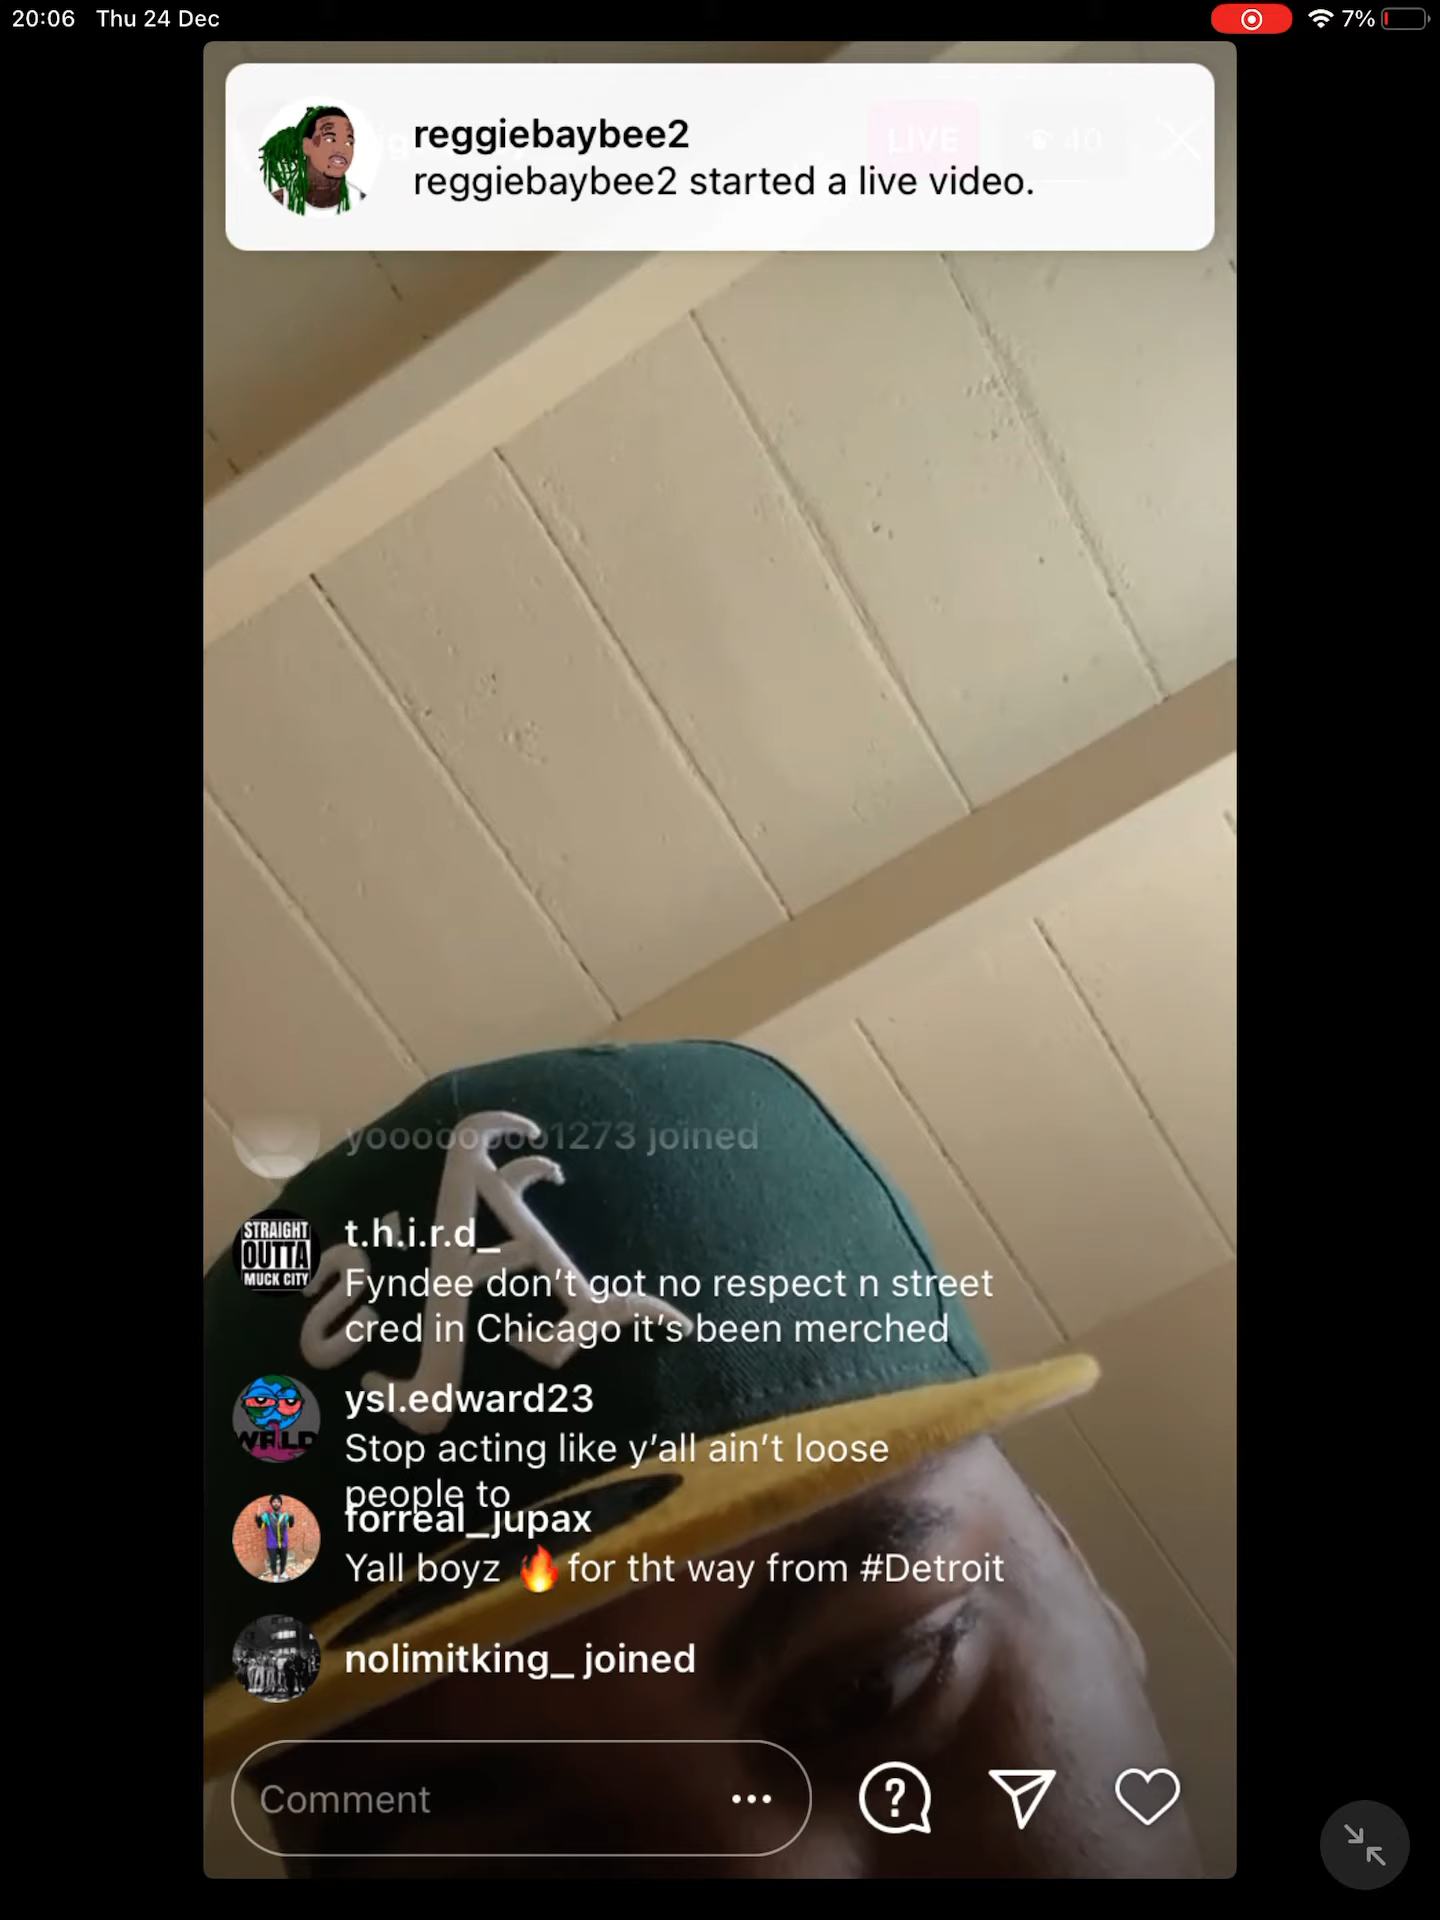 20:06 Thu 24 Dec
7%
reggiebaybee2
LIVE
40
reggiebaybee2 started a live video.
yoooooooo1273 joined
STRAIGHT
OUTTA
MUCK CITY
t.h.i.r.d_
Fyndee don’t got no respect n street
cred in Chicago it’s been merched
ysl.edward23
WRLD
Stop acting like y’all ain’t loose
people to
forreal_jupax
Yall boyz 🔥 for tht way from #Detroit
nolimitking_ joined
Comment